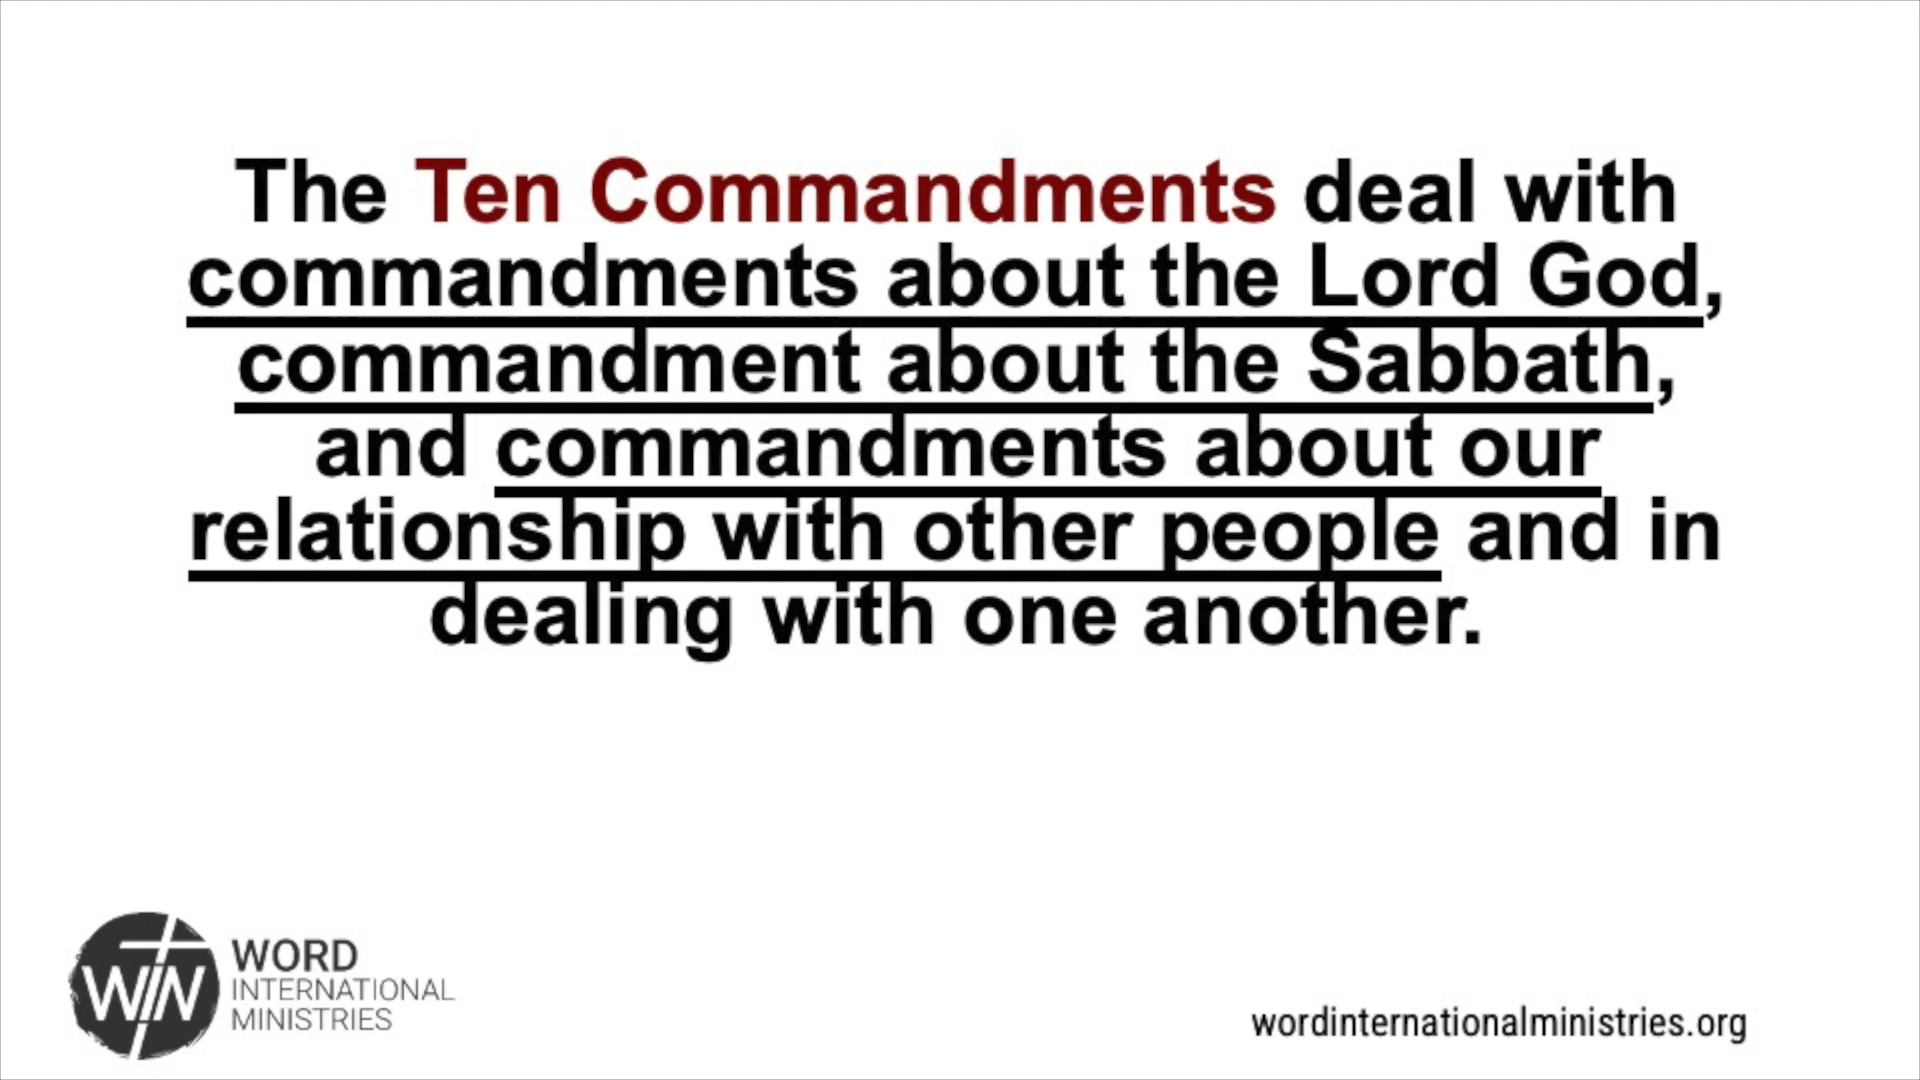 The Ten Commandments deal with
commandments about the Lord God,
commandment about the Sabbath,
and commandments about our
relationship with other people and in
dealing with one another.
WIN
WORD
INTERNATIONAL
MINISTRIES
wordinternationalministries.org